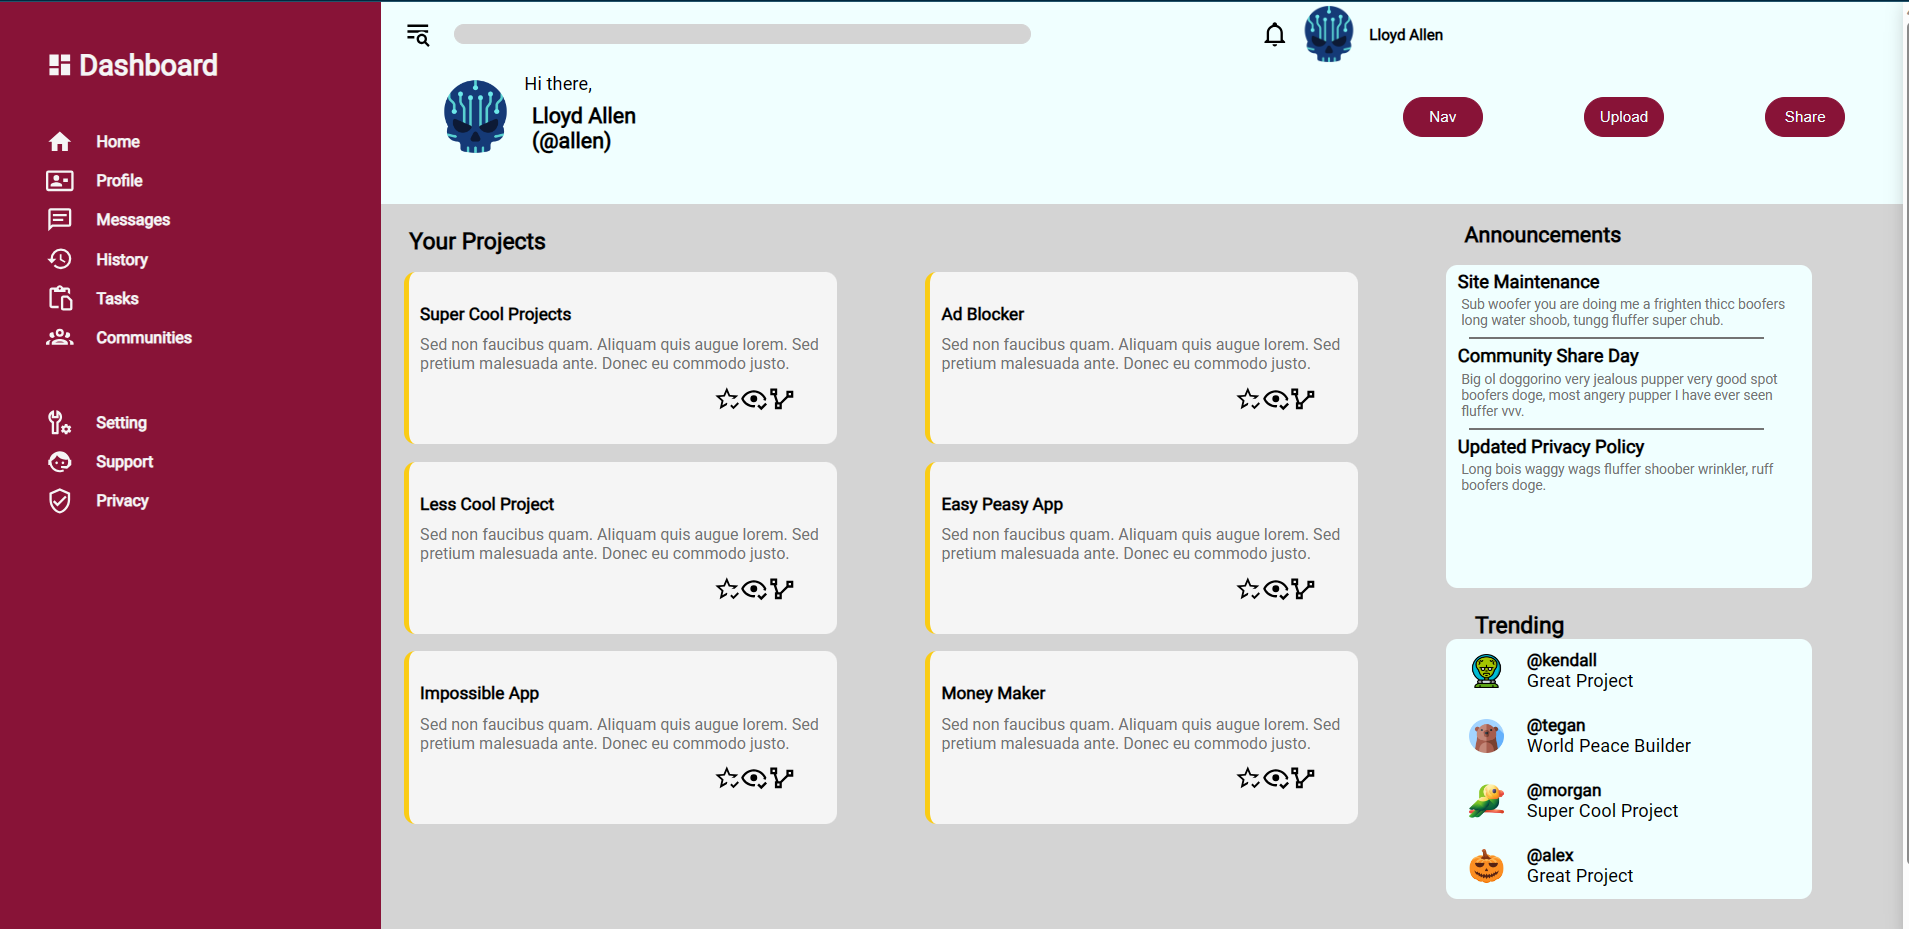 Dashboard
Home
Profile
Messages
History
Tasks
Communities
Setting
Support
Privacy
Lloyd Allen
Hi there,
Lloyd Allen
(@allen)
Nav
Upload
Share
Your Projects
Super Cool Projects
Sed non faucibus quam. Aliquam quis augue lorem. Sed
pretium malesuada ante. Donec eu commodo justo.
Ad Blocker
Sed non faucibus quam. Aliquam quis augue lorem. Sed
pretium malesuada ante. Donec eu commodo justo.
Less Cool Project
Sed non faucibus quam. Aliquam quis augue lorem. Sed
pretium malesuada ante. Donec eu commodo justo.
Easy Peasy App
Sed non faucibus quam. Aliquam quis augue lorem. Sed
pretium malesuada ante. Donec eu commodo justo.
Impossible App
Sed non faucibus quam. Aliquam quis augue lorem. Sed
pretium malesuada ante. Donec eu commodo justo.
Money Maker
Sed non faucibus quam. Aliquam quis augue lorem. Sed
pretium malesuada ante. Donec eu commodo justo.
Announcements
Site Maintenance
Sub woofer you are doing me a frighten thicc boofers
long water shoob, tungg fluffer super chub.
Community Share Day
Big ol doggorino very jealous pupper very good spot
boofers doge, most angery pupper I have ever seen
fluffer vvv.
Updated Privacy Policy
Long bois waggy wags fluffer shoober wrinkler, ruff
boofers doge.
Trending
@kendall
Great Project
@tegan
World Peace Builder
@morgan
Super Cool Project
@alex
Great Project